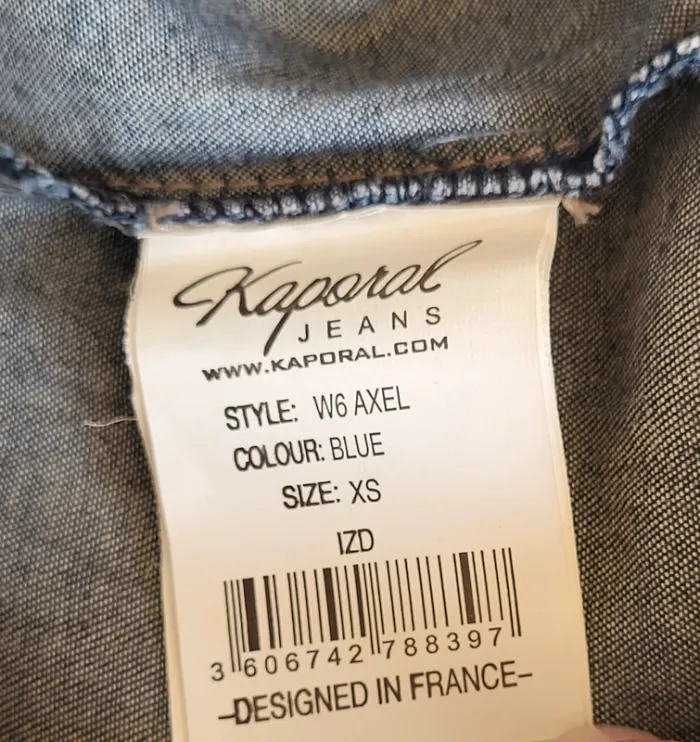 Kaporal
JEANS
WWW.KAPORAL.COM
STYLE: W6 AXEL
COLOUR: BLUE
SIZE: XS
IZD
3 606742 788397
-DESIGNED IN FRANCE-